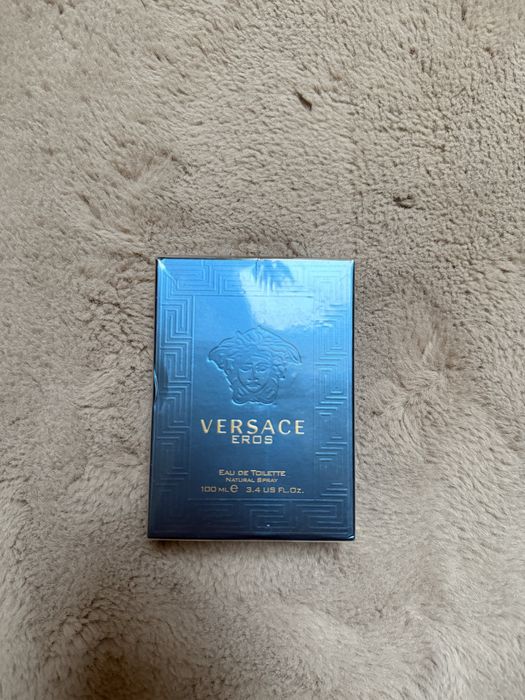 VERSACE
EROS
EAU DE TOILETTE
NATURAL SPRAY
100 ML ℮ 3.4 US FL.OZ.